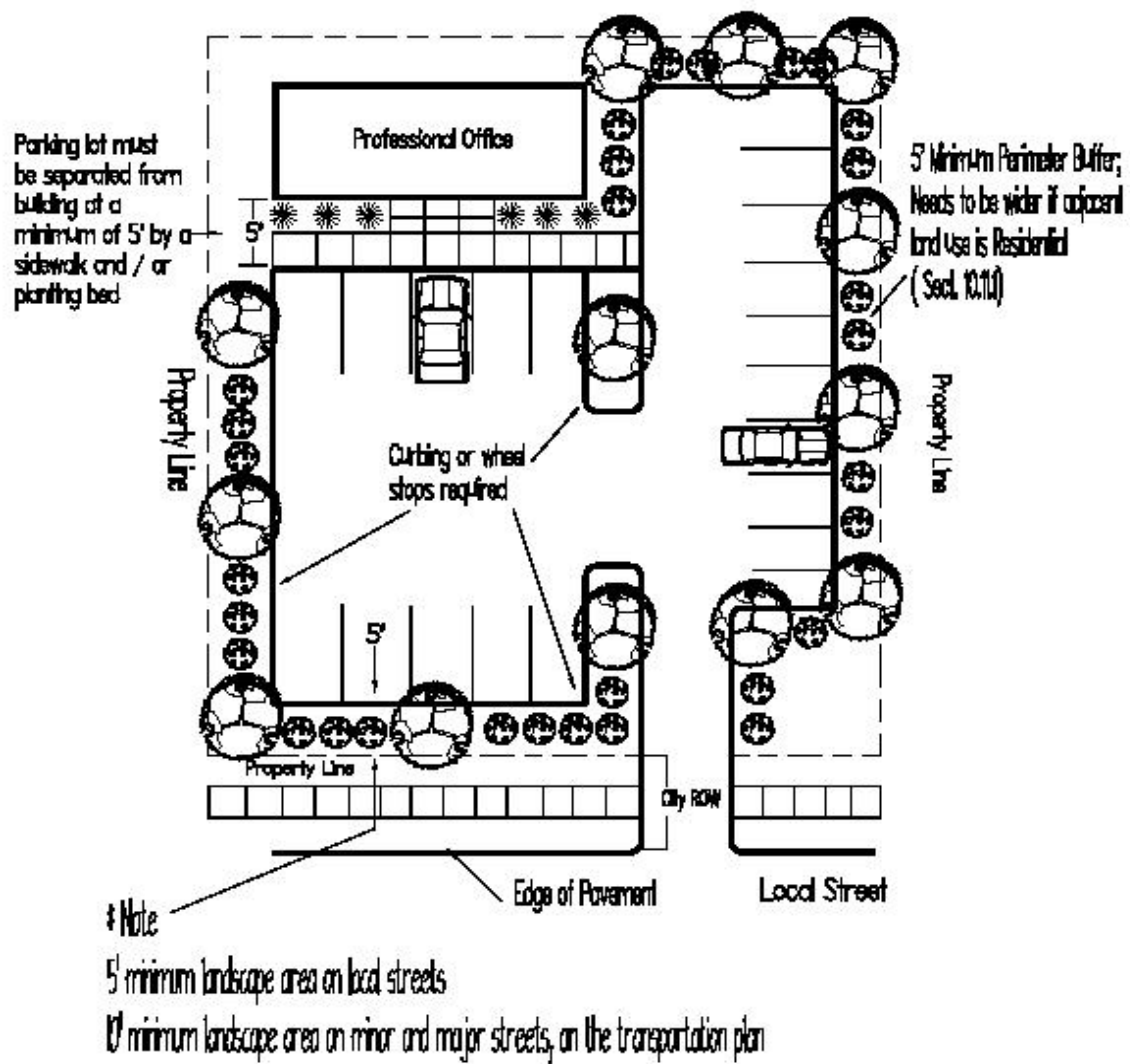 Professional Office
Parking lot must
be separated from
building at a
minimum of 5' by a
sidewalk and / or
planting bed
5'
5' Minimum Perimeter Buffer;
Needs to be wider if adjacent
land use is Residential
( Sect. 10.11.1)
Property Line
Property Line
Curbing or wheel
stops required
5'
Property Line
City ROW
Edge of Pavement
Local Street
* Note
5' minimum landscape area on local streets
10' minimum landscape area on minor and major streets, on the transportation plan